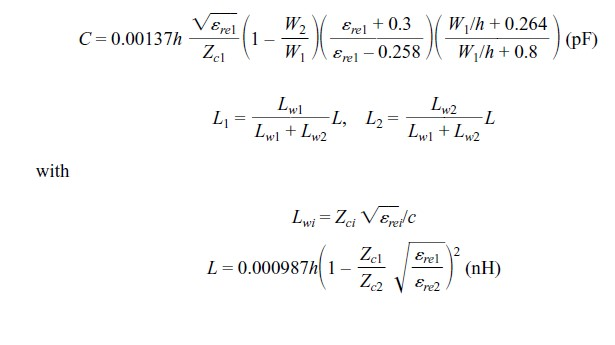 C = 0.00137h √ε_re1 / Z_c1 (1 − W_2 / W_1) ((ε_re1 + 0.3) / (ε_re1 − 0.258)) ((W_1/h + 0.264) / (W_1/h + 0.8)) (pF)
L_1 = L_w1 / (L_w1 + L_w2) L, L_2 = L_w2 / (L_w1 + L_w2) L
with
L_wi = Z_ci √ε_rei/c
L = 0.000987h (1 − Z_c1 / Z_c2 √(ε_re1 / ε_re2))² (nH)